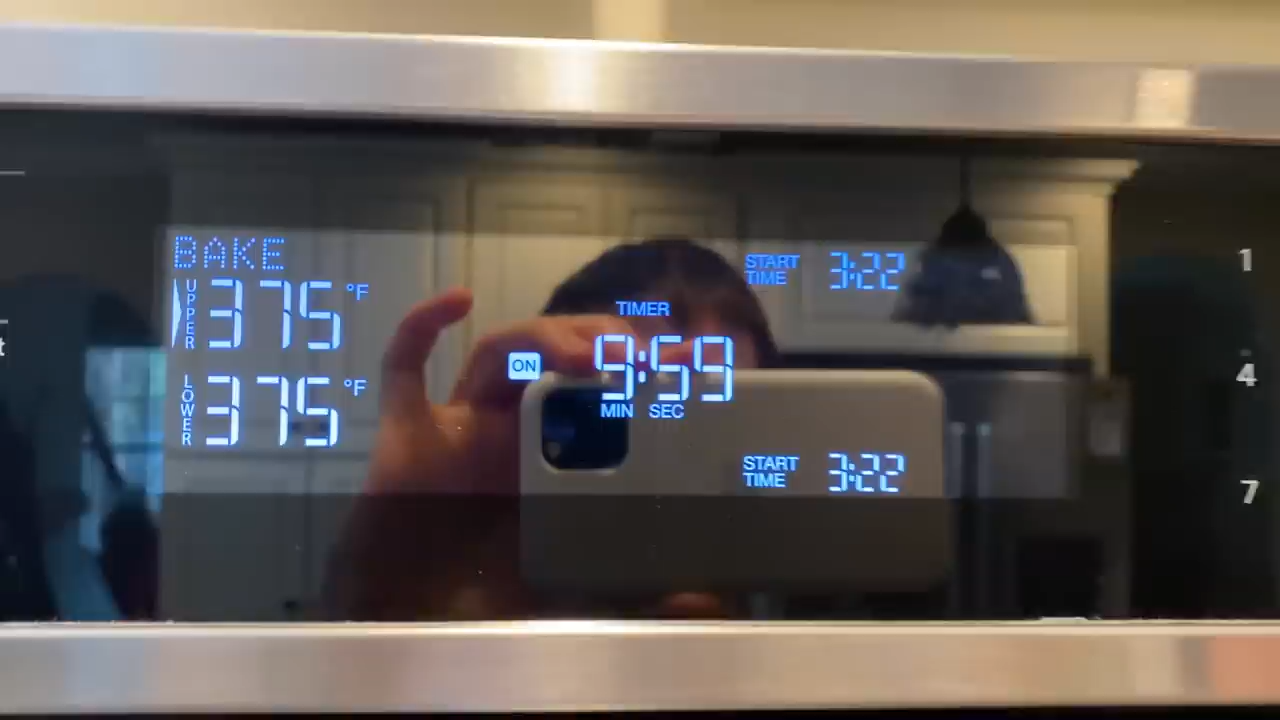 BAKE
UPPER 375 °F
LOWER 375 °F
TIMER
ON 9:59
MIN SEC
START TIME 3:22
START TIME 3:22
1
4
7
t